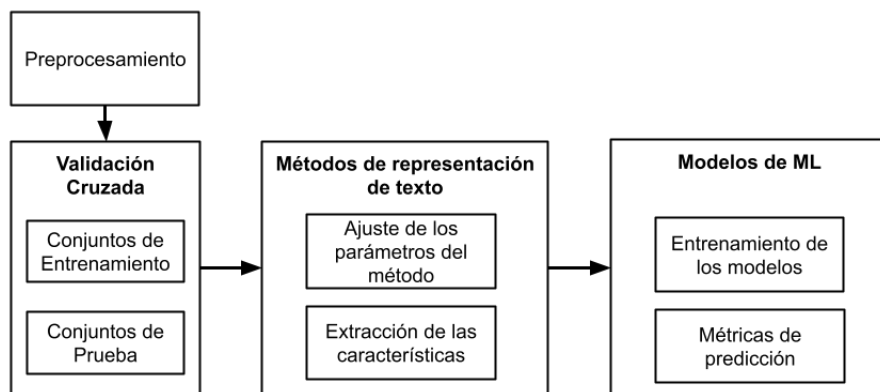 Preprocesamiento
Validación
Cruzada
Conjuntos de
Entrenamiento
Conjuntos de
Prueba
Métodos de representación
de texto
Ajuste de los
parámetros del
método
Extracción de las
características
Modelos de ML
Entrenamiento de
los modelos
Métricas de
predicción